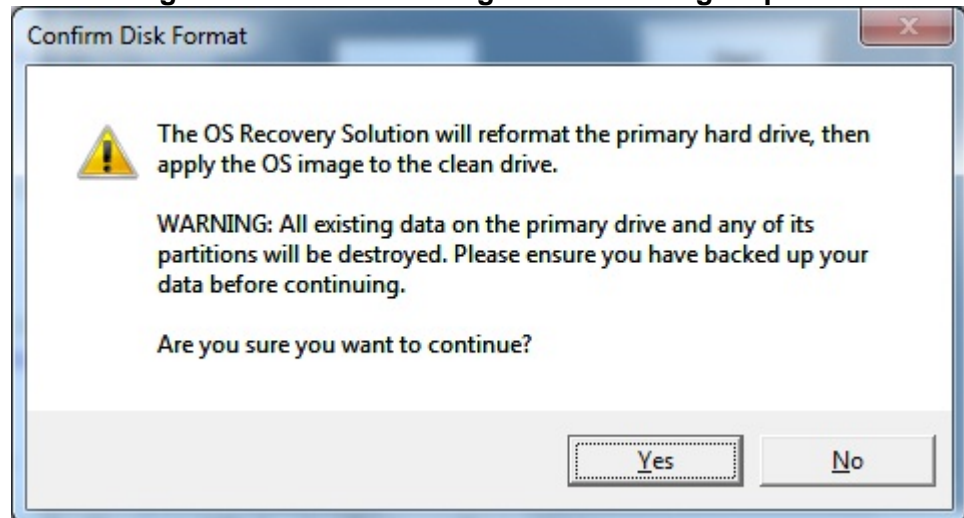 Confirm Disk Format
The OS Recovery Solution will reformat the primary hard drive, then
apply the OS image to the clean drive.
WARNING: All existing data on the primary drive and any of its
partitions will be destroyed. Please ensure you have backed up your
data before continuing.
Are you sure you want to continue?
Yes
No